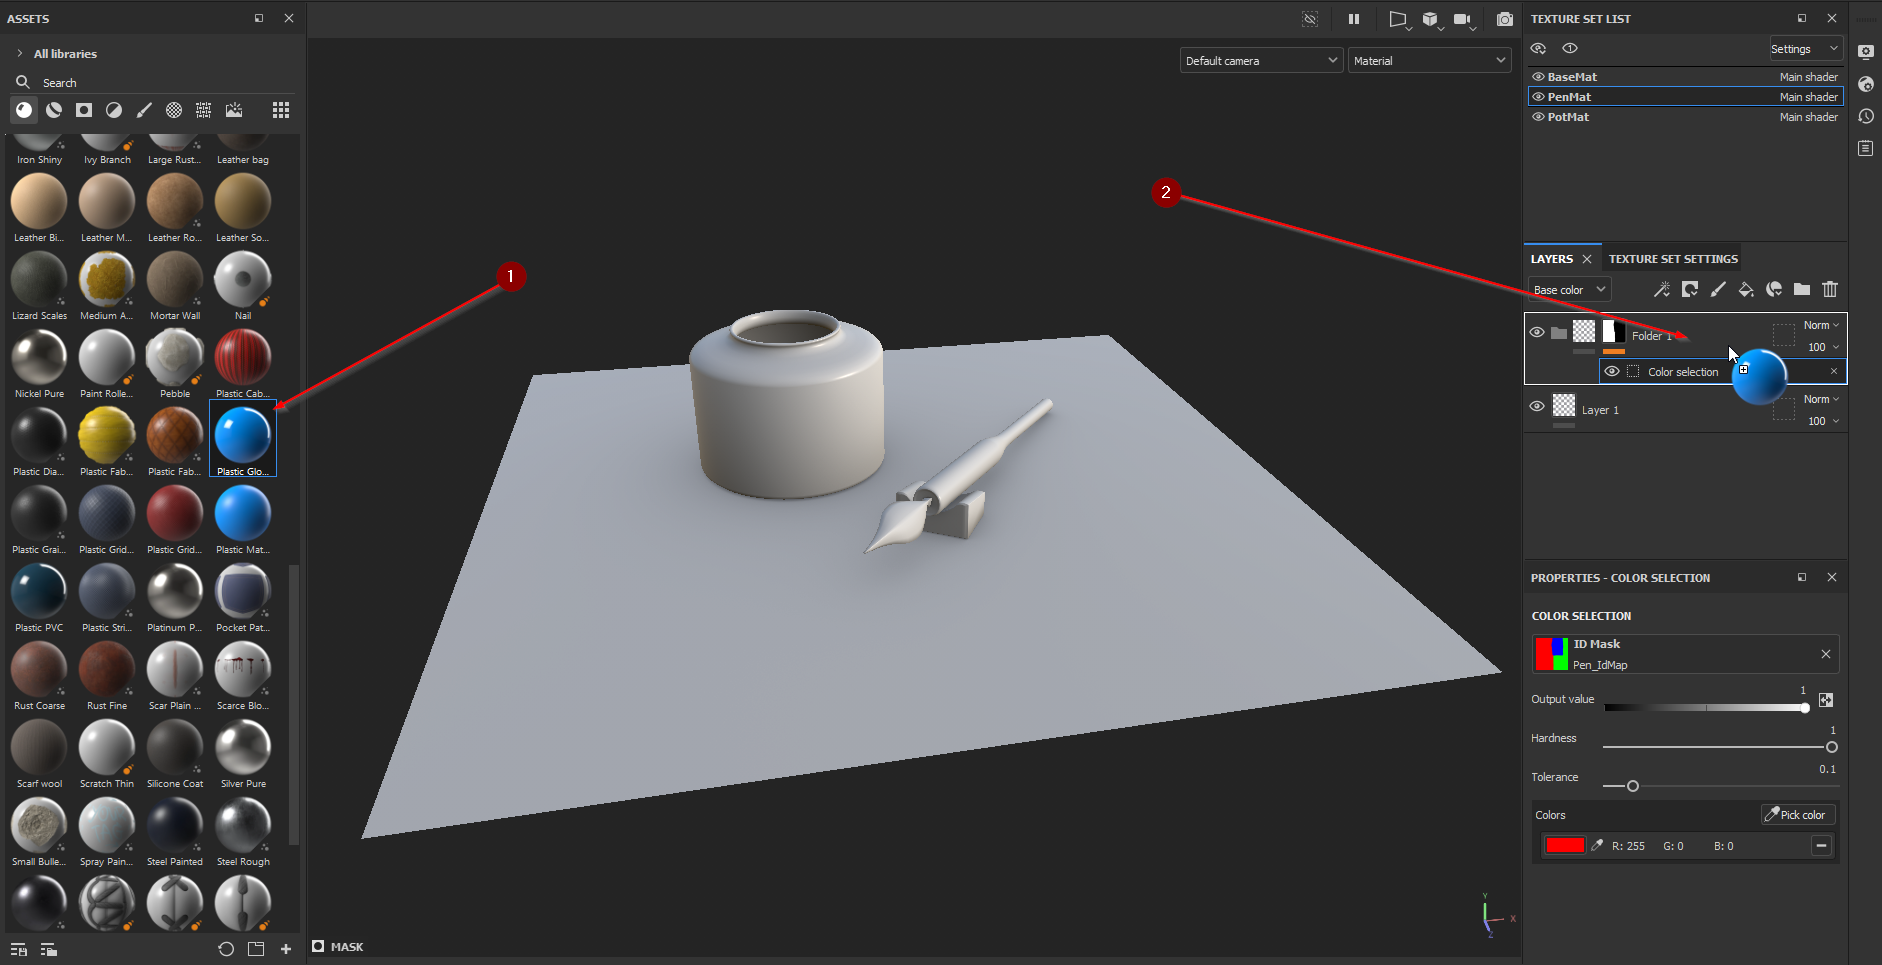 ASSETS
All libraries
Search
Iron Shiny
Ivy Branch
Large Rust...
Leather bag
Leather Bi...
Leather M...
Leather Ro...
Leather So...
Lizard Scales
Medium A...
Mortar Wall
Nail
Nickel Pure
Paint Rolle...
Pebble
Plastic Cab...
Plastic Dia...
Plastic Fab...
Plastic Fab...
Plastic Glo...
Plastic Grai...
Plastic Grid...
Plastic Grid...
Plastic Mat...
Plastic PVC
Plastic Stri...
Platinum P...
Pocket Pat...
Rust Coarse
Rust Fine
Scar Plain ...
Scarce Blo...
Scarf wool
Scratch Thin
Silicone Coat
Silver Pure
Small Bulle...
Spray Pain...
Steel Painted
Steel Rough
1
2
Default camera
Material
MASK
Y
X
Z
TEXTURE SET LIST
Settings
BaseMat Main shader
PenMat Main shader
PotMat Main shader
LAYERS
TEXTURE SET SETTINGS
Base color
Folder 1
Norm
100
Color selection
Layer 1
Norm
100
PROPERTIES - COLOR SELECTION
COLOR SELECTION
ID Mask
Pen_IdMap
Output value 1
Hardness 1
Tolerance 0.1
Colors
Pick color
R: 255 G: 0 B: 0